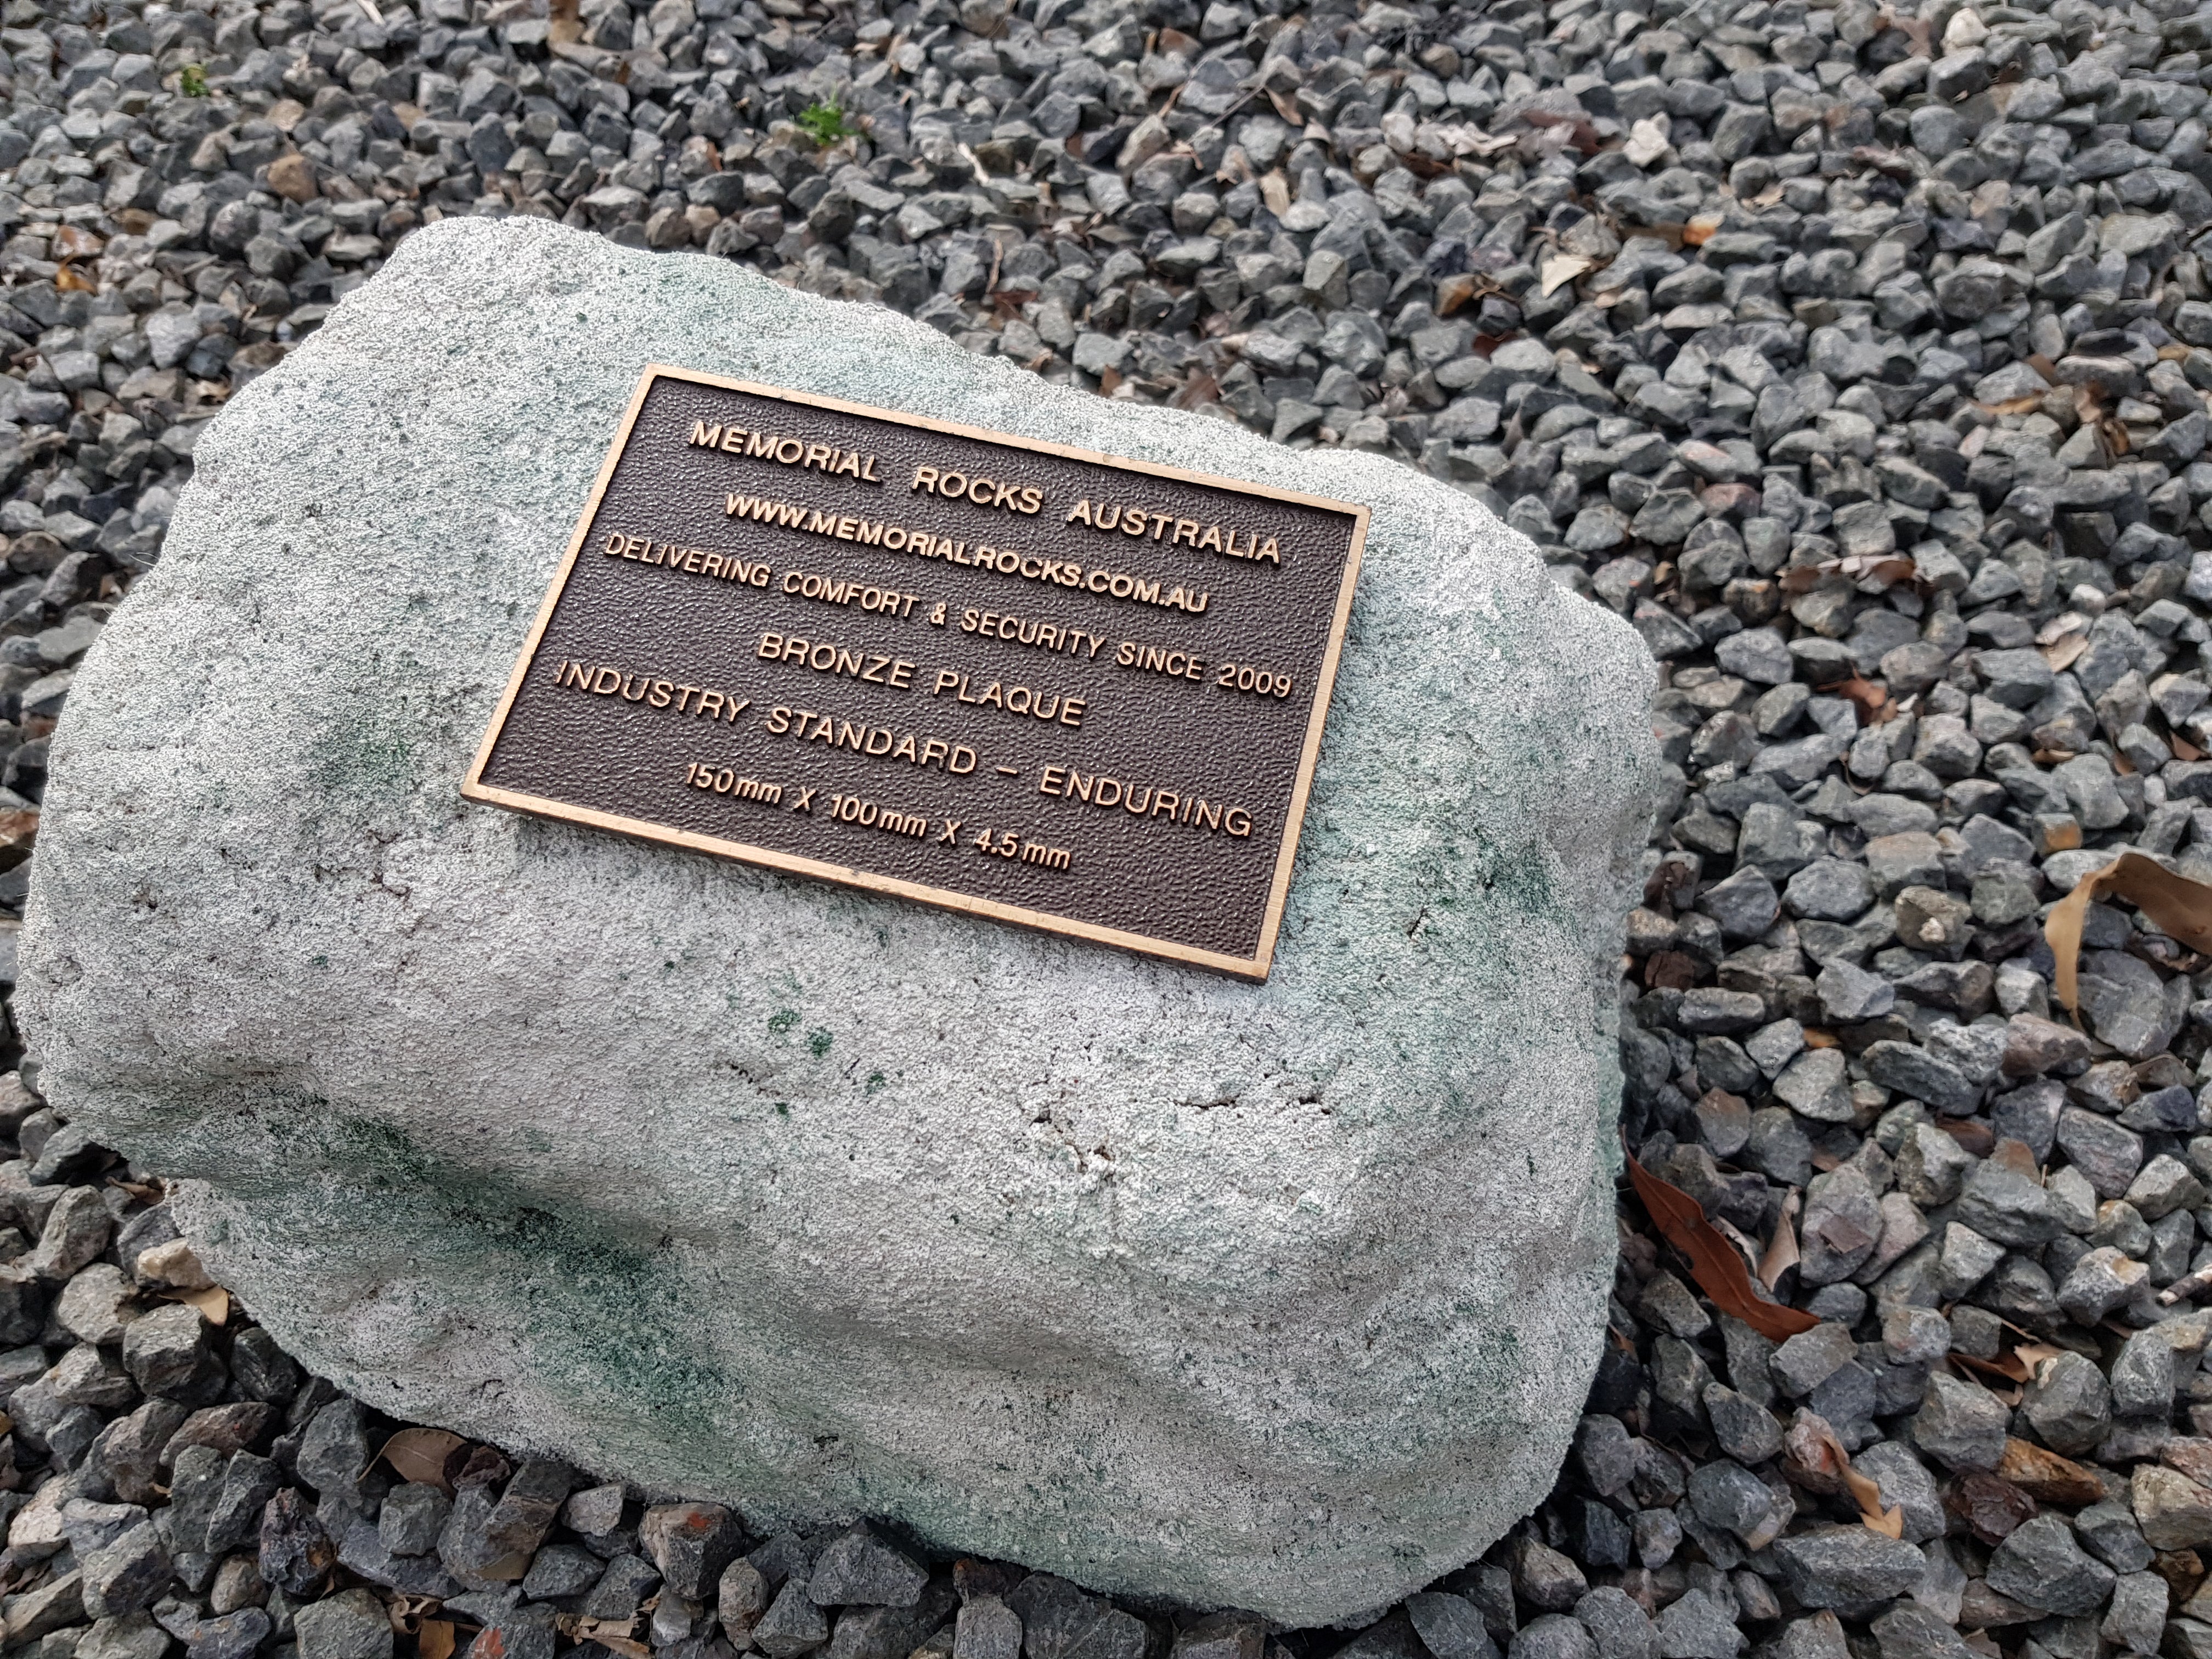 MEMORIAL ROCKS AUSTRALIA
WWW.MEMORIALROCKS.COM.AU
DELIVERING COMFORT & SECURITY SINCE 2009
BRONZE PLAQUE
INDUSTRY STANDARD – ENDURING
150mm X 100mm X 4.5mm